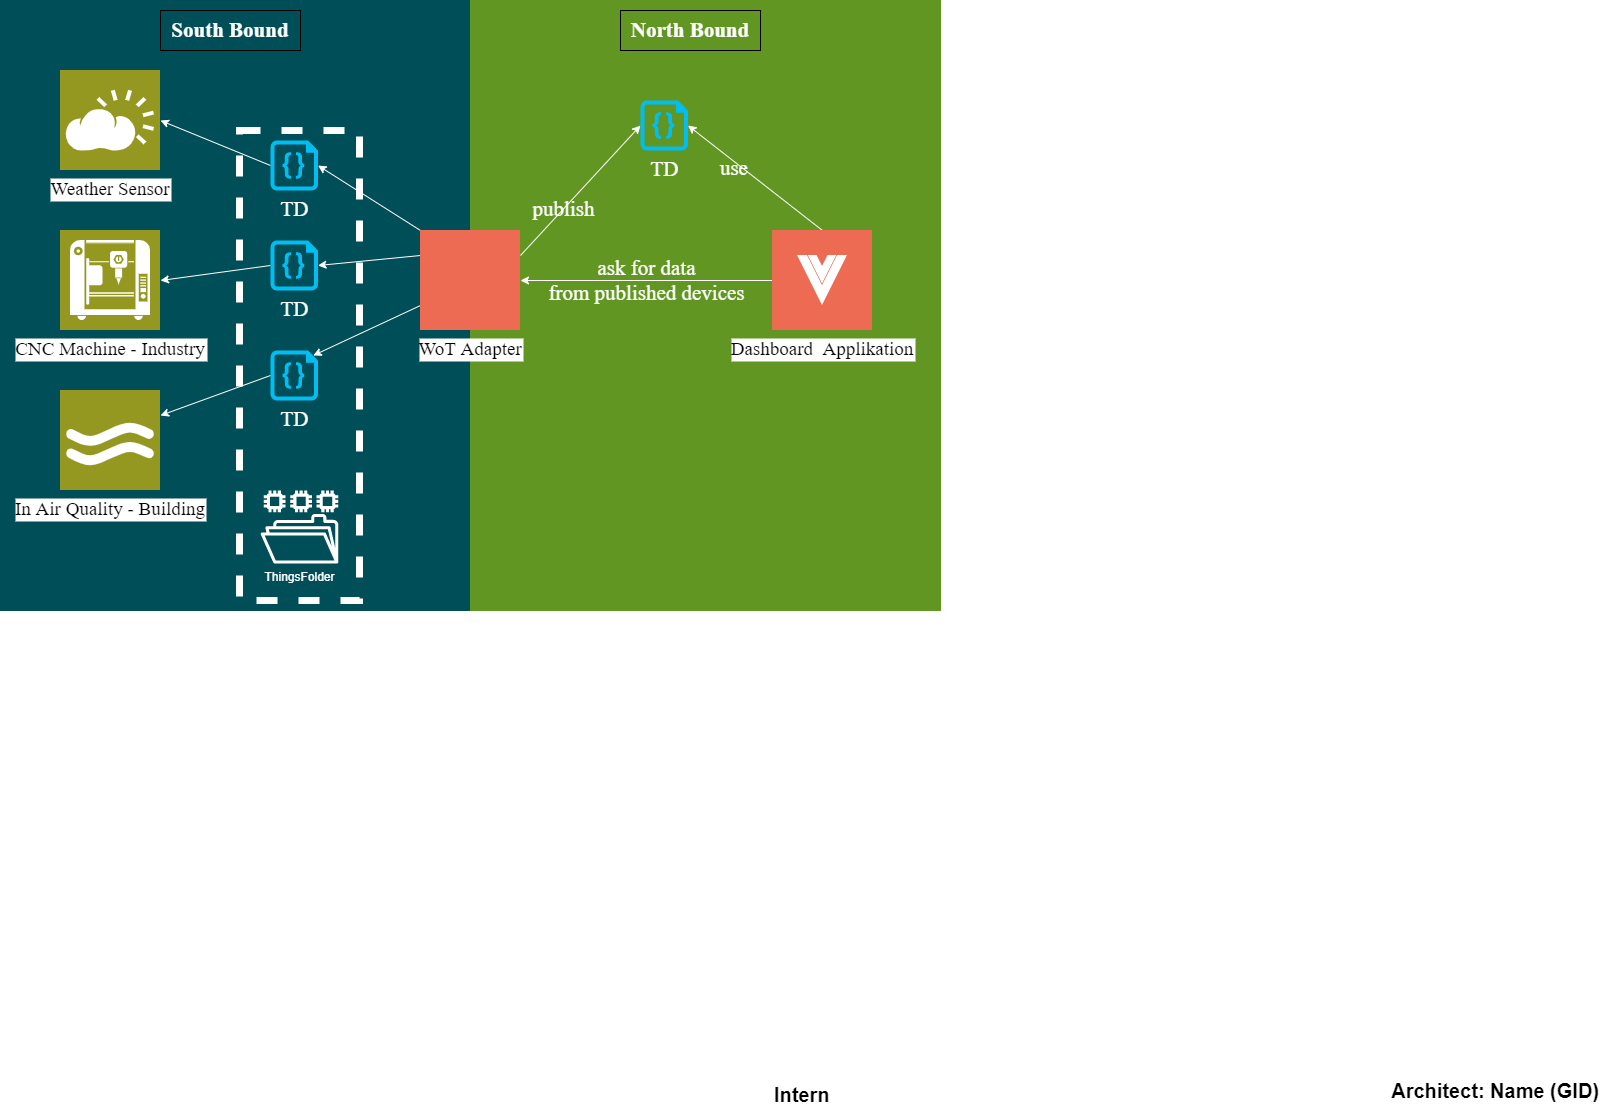 South Bound
North Bound
Weather Sensor
CNC Machine - Industry
In Air Quality - Building
{}
TD
{}
TD
{}
TD
ThingsFolder
WoT Adapter
{}
TD
publish
use
ask for data
from published devices
Dashboard  Applikation
Intern
Architect: Name (GID)